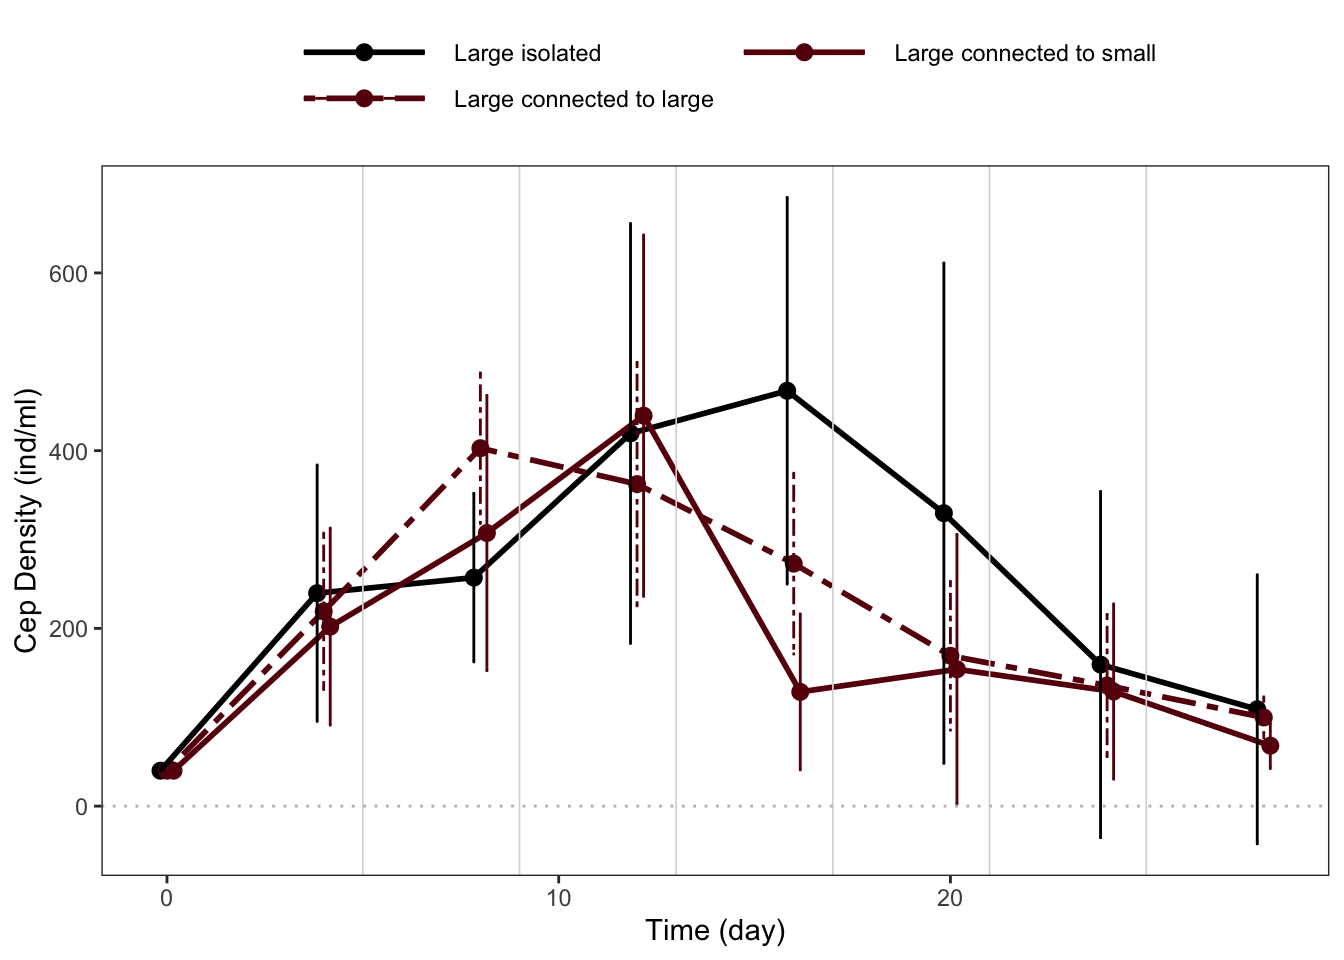 Large isolated
Large connected to small
Large connected to large
Cep Density (ind/ml)
600
400
200
0
0
10
20
Time (day)